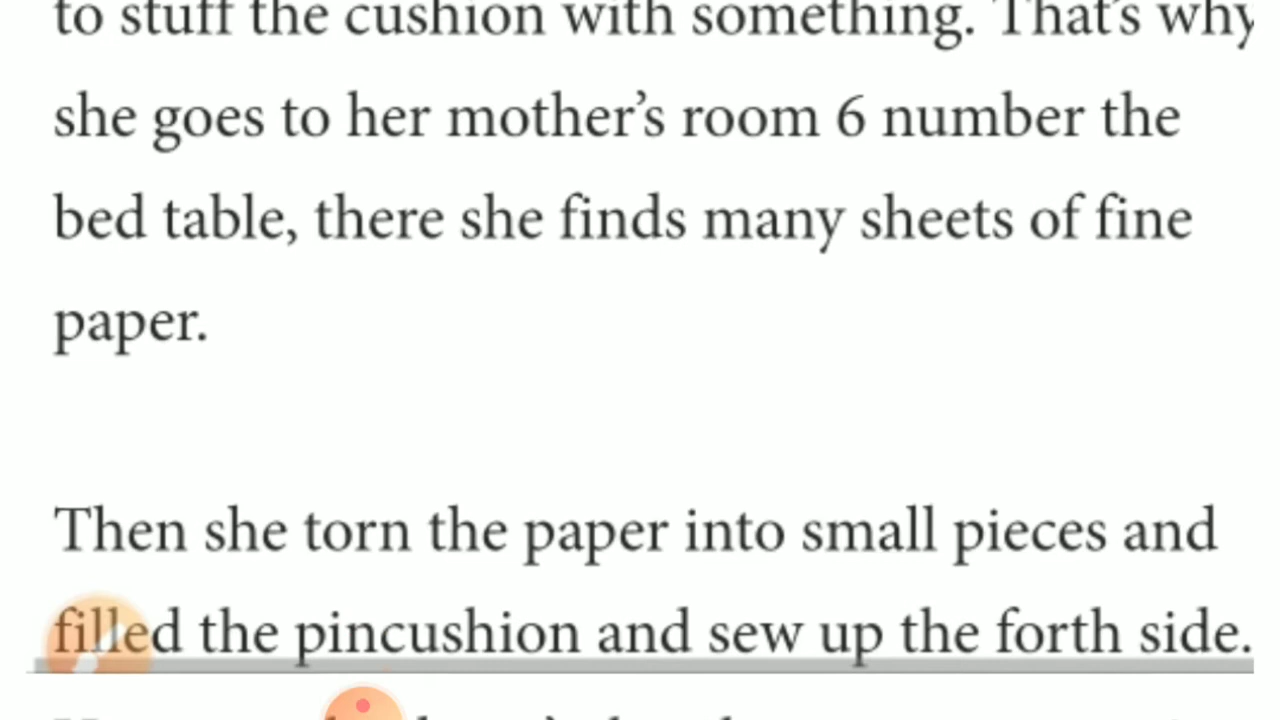 to stuff the cushion with something. That's why
she goes to her mother’s room 6 number the
bed table, there she finds many sheets of fine
paper.
Then she torn the paper into small pieces and
filled the pincushion and sew up the forth side.